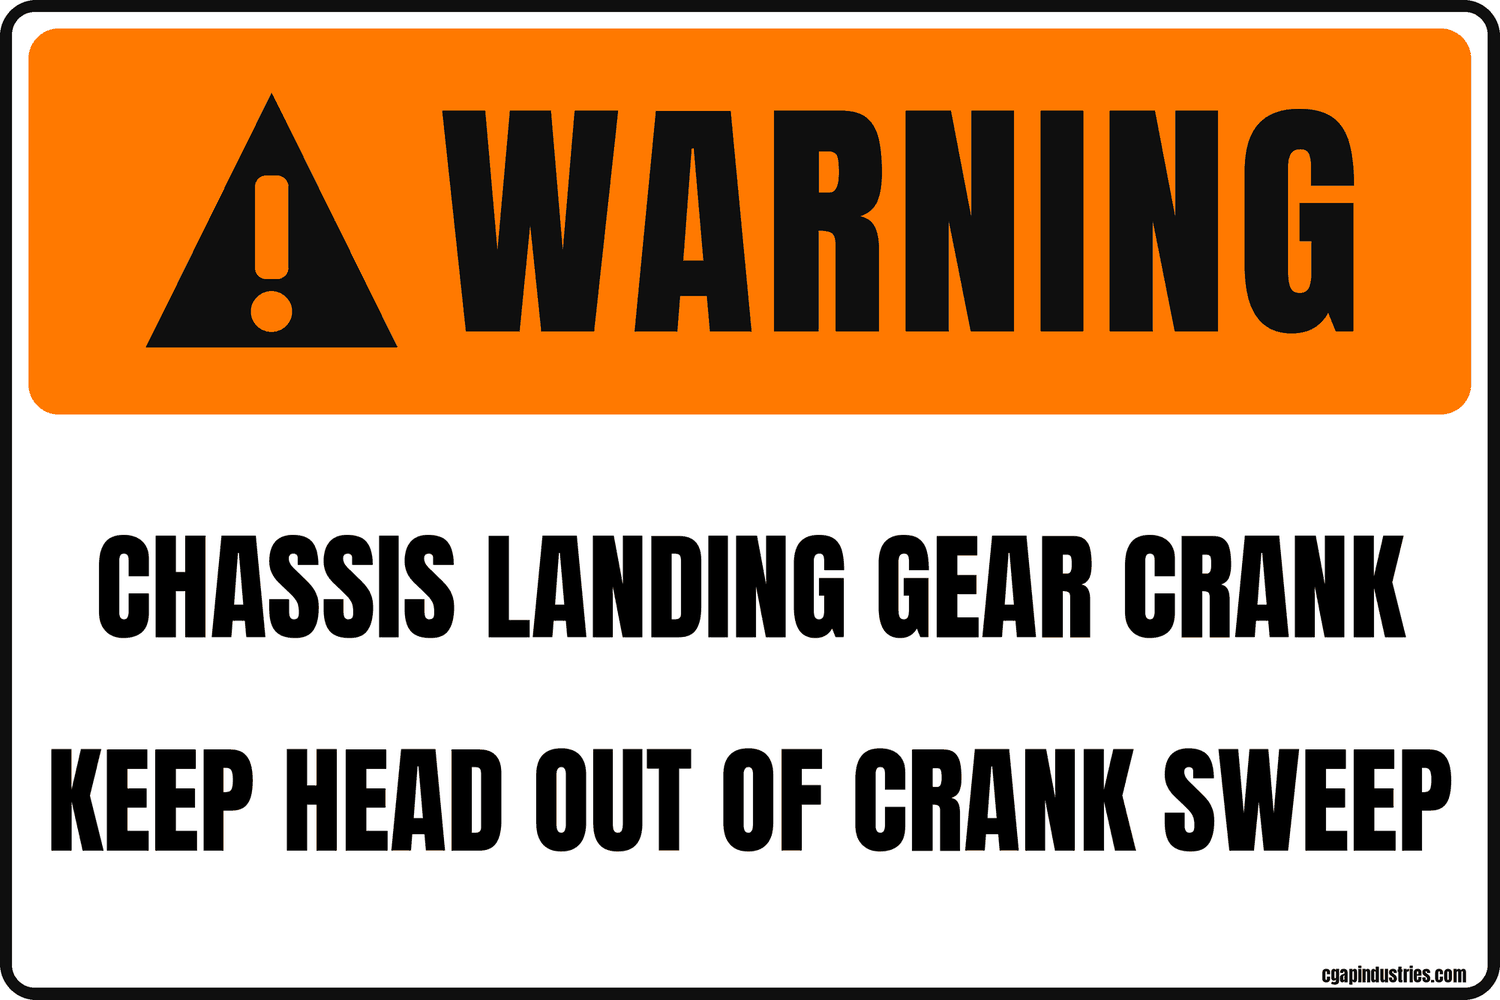 WARNING
CHASSIS LANDING GEAR CRANK
KEEP HEAD OUT OF CRANK SWEEP
cgapindustries.com